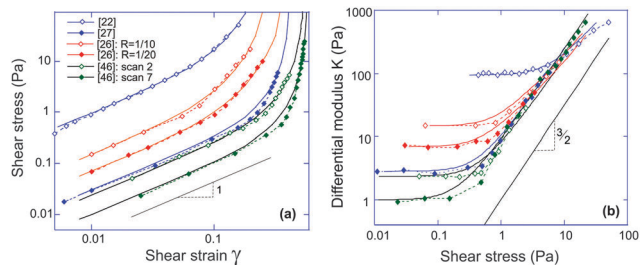 [22]
[27]
[26]: R=1/10
[26]: R=1/20
[46]: scan 2
[46]: scan 7
Shear stress (Pa)
10
1
0.1
0.01
1
(a)
0.01
0.1
Shear strain γ
Differential modulus K (Pa)
1000
100
10
1
3/2
(b)
0.01
0.1
1
10
100
Shear stress (Pa)